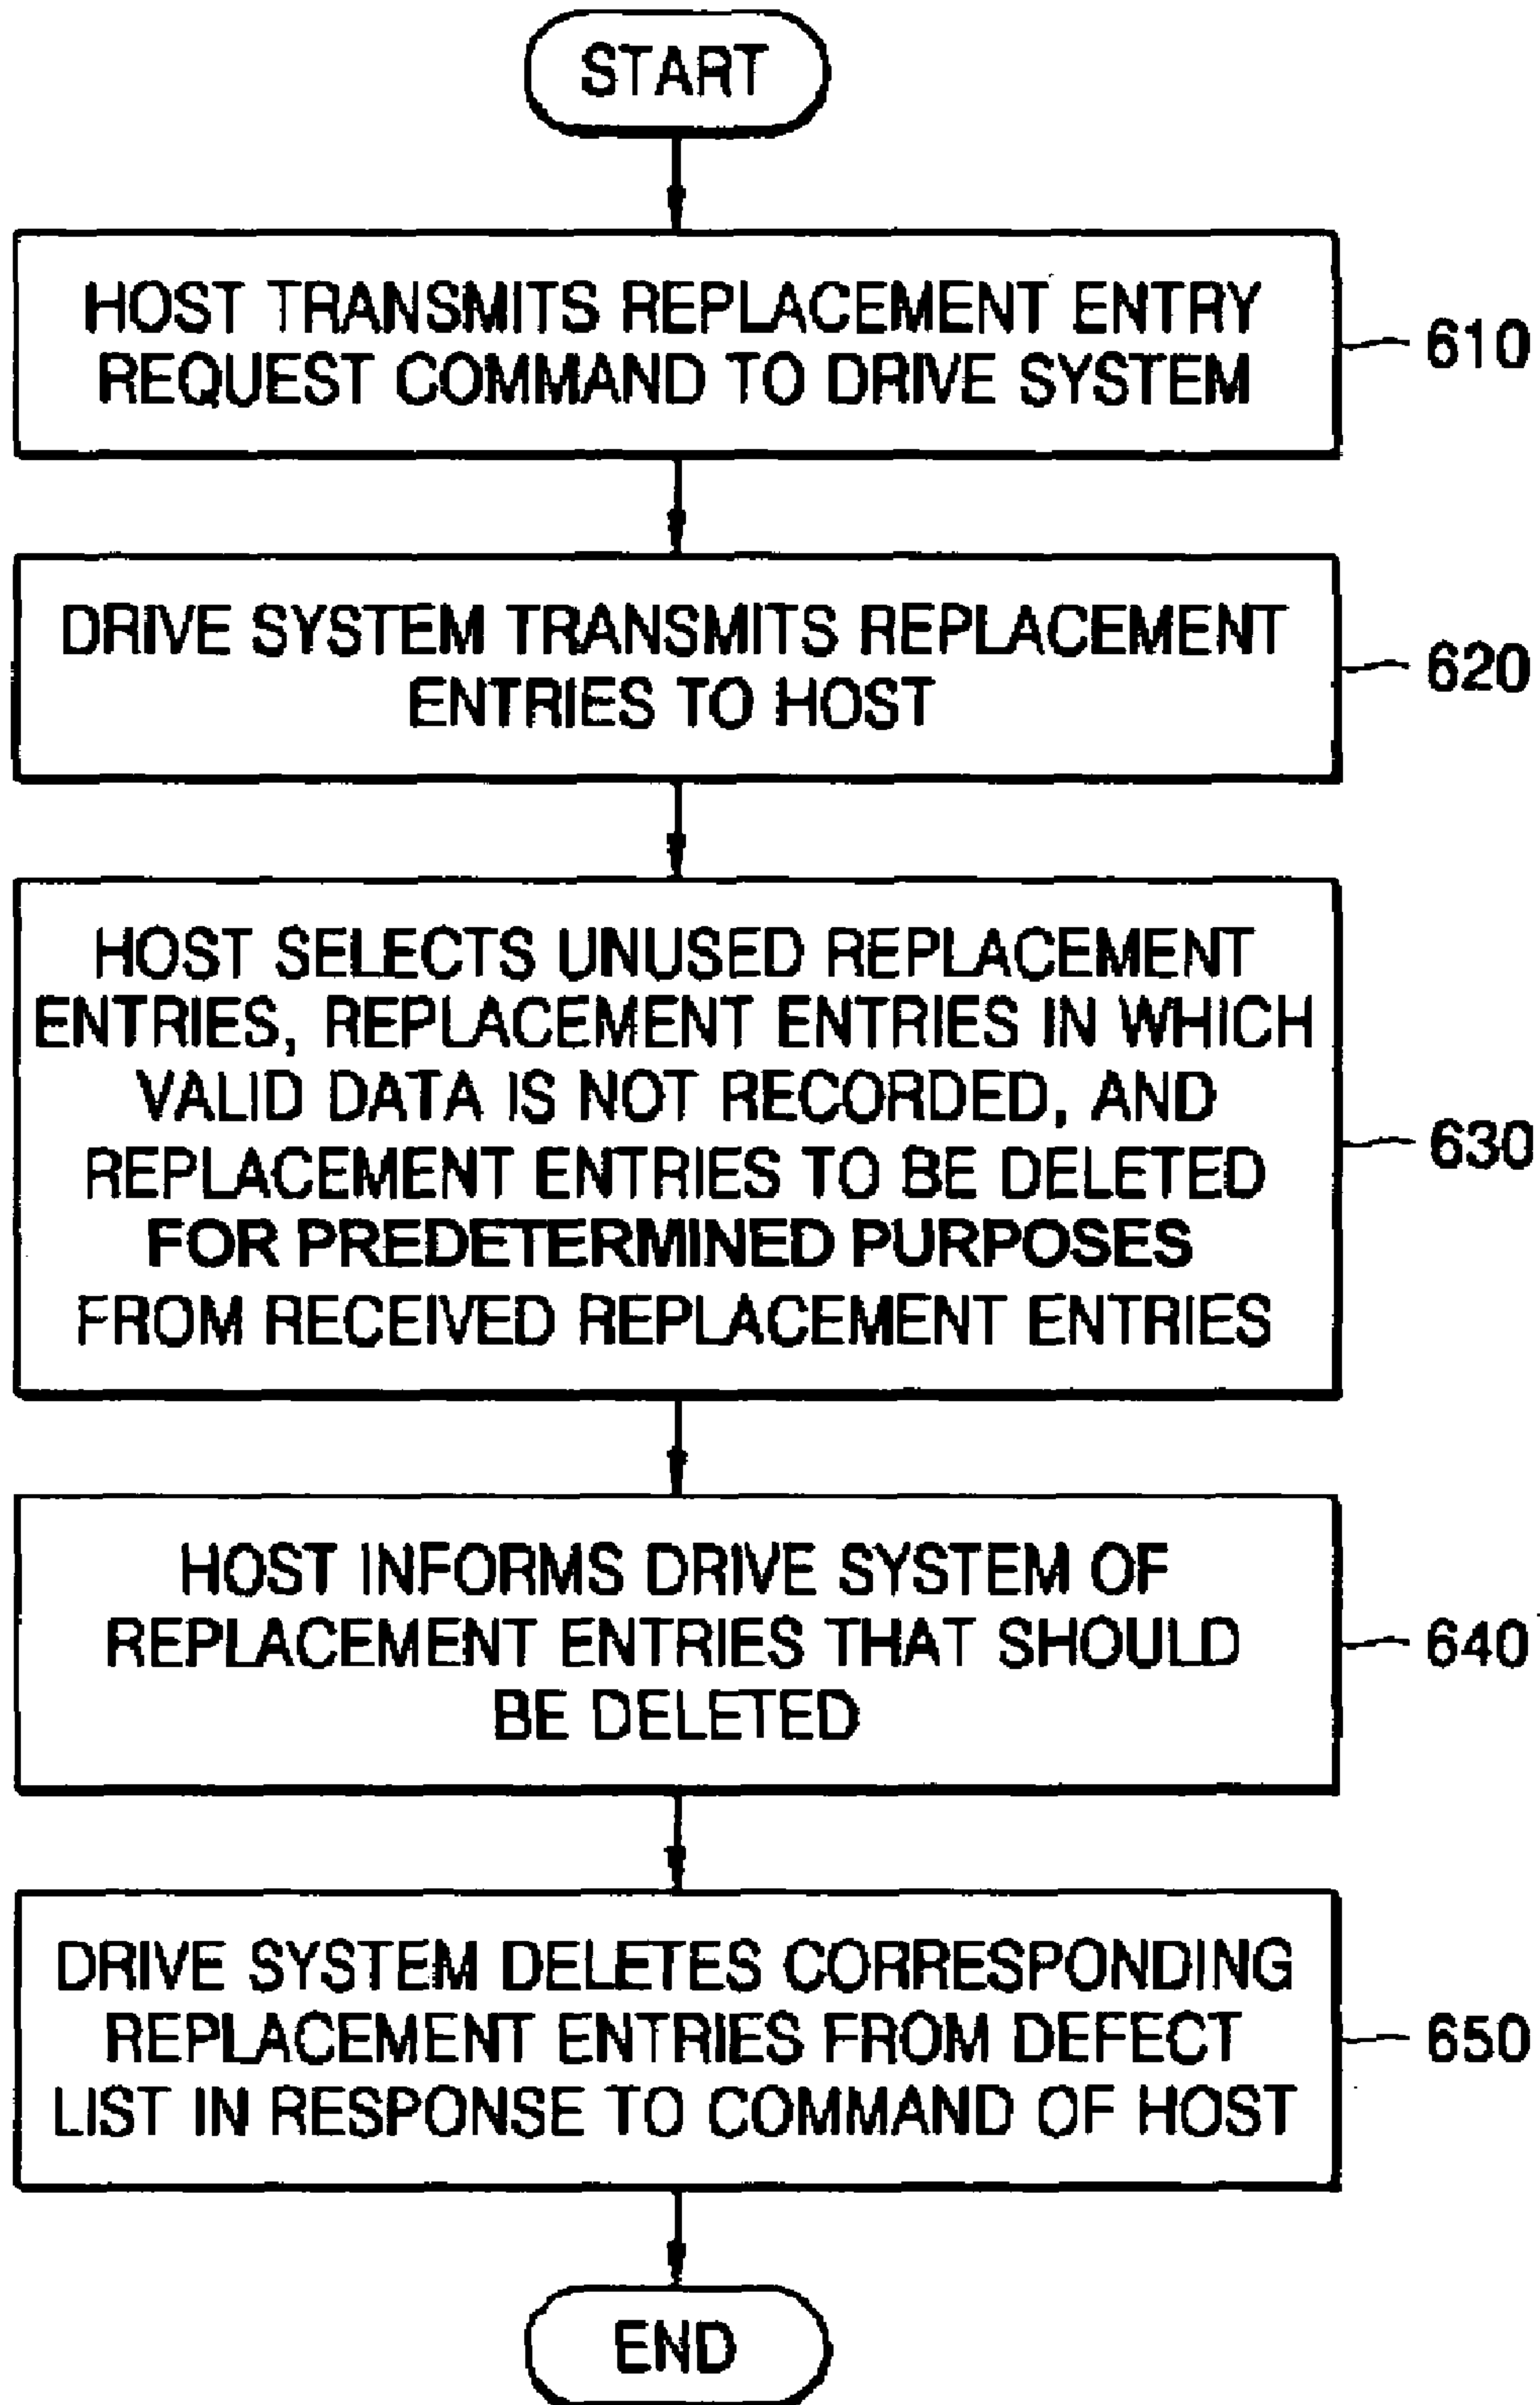 START
HOST TRANSMITS REPLACEMENT ENTRY
REQUEST COMMAND TO DRIVE SYSTEM
610
DRIVE SYSTEM TRANSMITS REPLACEMENT
ENTRIES TO HOST
620
HOST SELECTS UNUSED REPLACEMENT
ENTRIES, REPLACEMENT ENTRIES IN WHICH
VALID DATA IS NOT RECORDED, AND
REPLACEMENT ENTRIES TO BE DELETED
FOR PREDETERMINED PURPOSES
FROM RECEIVED REPLACEMENT ENTRIES
630
HOST INFORMS DRIVE SYSTEM OF
REPLACEMENT ENTRIES THAT SHOULD
BE DELETED
640
DRIVE SYSTEM DELETES CORRESPONDING
REPLACEMENT ENTRIES FROM DEFECT
LIST IN RESPONSE TO COMMAND OF HOST
650
END